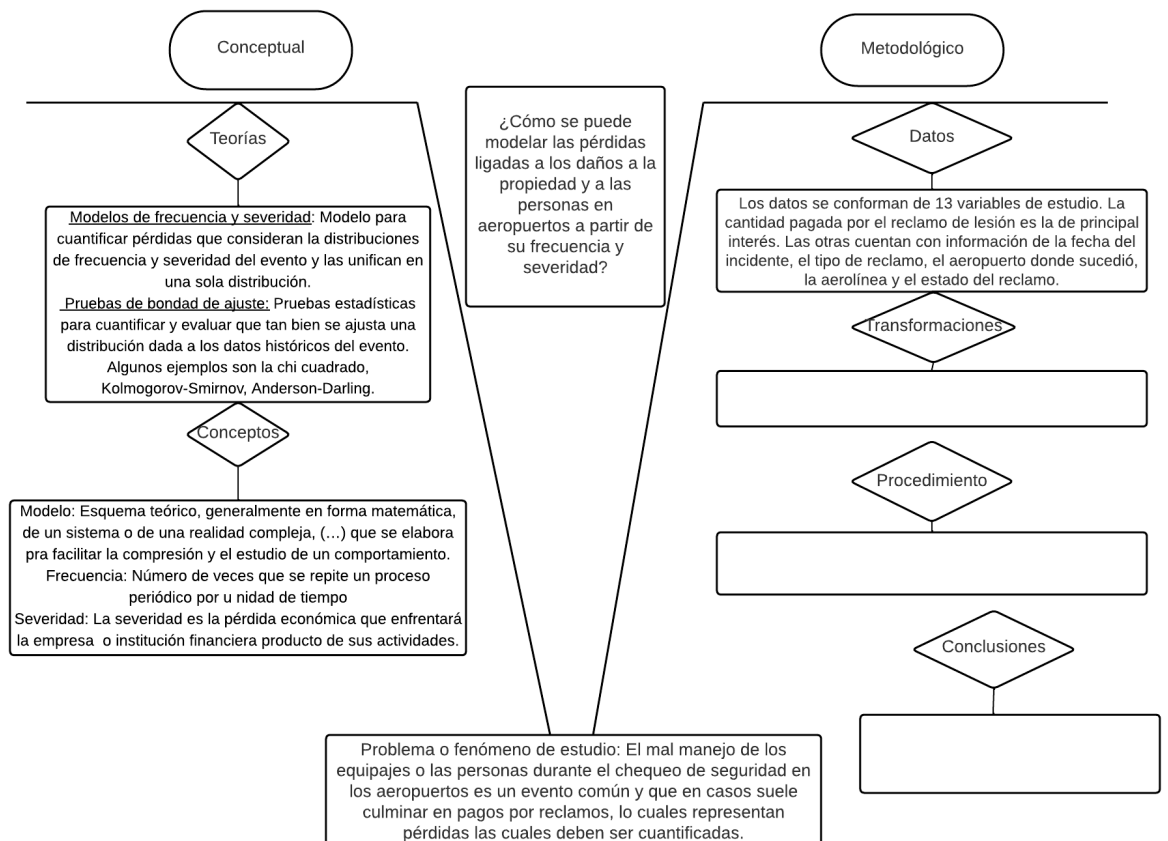 Conceptual
Teorías
Modelos de frecuencia y severidad: Modelo para
cuantificar pérdidas que consideran la distribuciones
de frecuencia y severidad del evento y las unifican en
una sola distribución.
Pruebas de bondad de ajuste: Pruebas estadísticas
para cuantificar y evaluar que tan bien se ajusta una
distribución dada a los datos históricos del evento.
Algunos ejemplos son la chi cuadrado,
Kolmogorov-Smirnov, Anderson-Darling.
Conceptos
Modelo: Esquema teórico, generalmente en forma matemática,
de un sistema o de una realidad compleja, (…) que se elabora
pra facilitar la compresión y el estudio de un comportamiento.
Frecuencia: Número de veces que se repite un proceso
periódico por u nidad de tiempo
Severidad: La severidad es la pérdida económica que enfrentará
la empresa o institución financiera producto de sus actividades.
¿Cómo se puede
modelar las pérdidas
ligadas a los daños a la
propiedad y a las
personas en
aeropuertos a partir de
su frecuencia y
severidad?
Metodológico
Datos
Los datos se conforman de 13 variables de estudio. La
cantidad pagada por el reclamo de lesión es la de principal
interés. Las otras cuentan con información de la fecha del
incidente, el tipo de reclamo, el aeropuerto donde sucedió,
la aerolínea y el estado del reclamo.
Transformaciones
Procedimiento
Conclusiones
Problema o fenómeno de estudio: El mal manejo de los
equipajes o las personas durante el chequeo de seguridad en
los aeropuertos es un evento común y que en casos suele
culminar en pagos por reclamos, lo cuales representan
pérdidas las cuales deben ser cuantificadas.